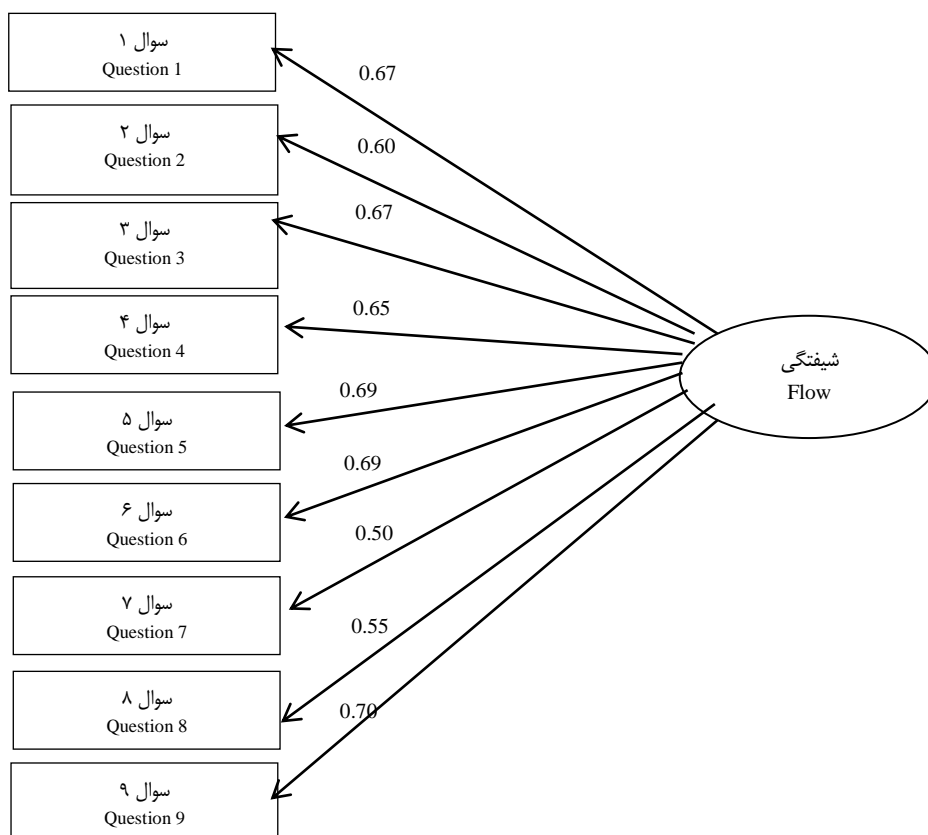 سوال ۱
Question 1
0.67
سوال ۲
Question 2
0.60
سوال ۳
Question 3
0.67
سوال ۴
Question 4
0.65
سوال ۵
Question 5
0.69
سوال ۶
Question 6
0.69
سوال ۷
Question 7
0.50
سوال ۸
Question 8
0.55
سوال ۹
Question 9
0.70
شیفتگی
Flow